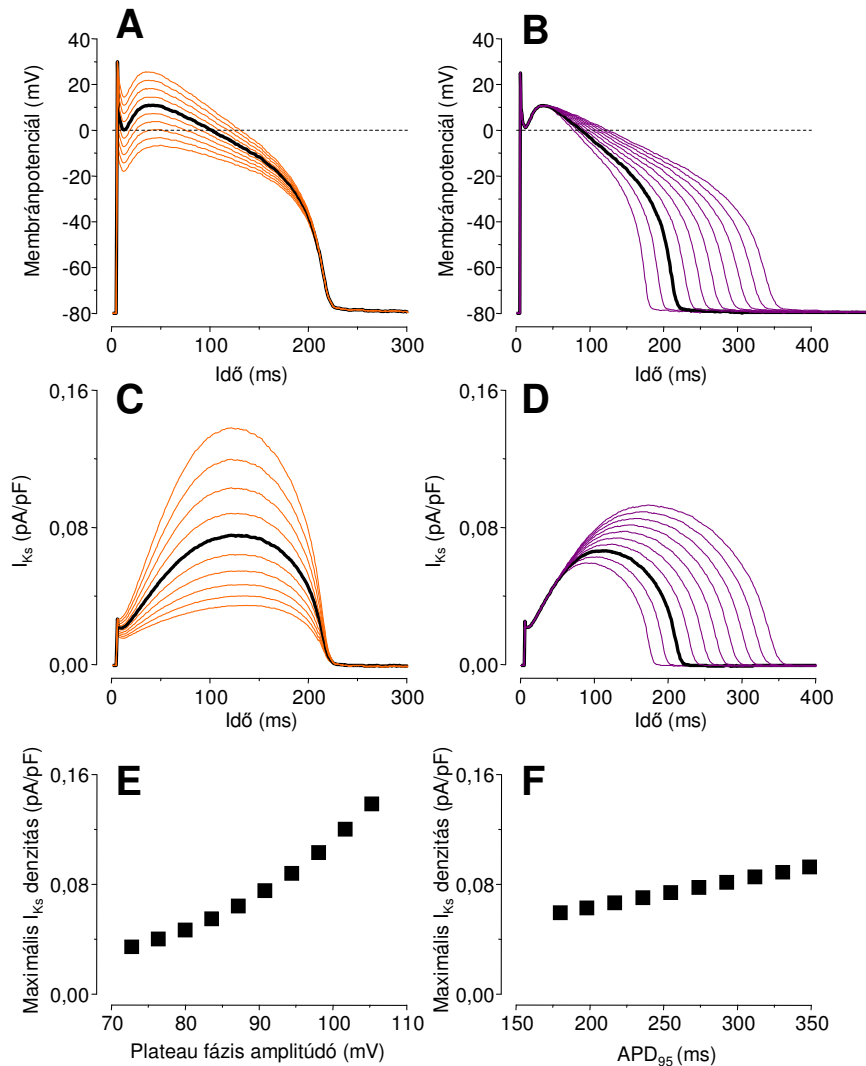 A
Membránpotenciál (mV)
40
20
0
-20
-40
-60
-80
0 100 200 300
Idő (ms)
B
Membránpotenciál (mV)
40
20
0
-20
-40
-60
-80
0 100 200 300 400
Idő (ms)
C
I_Ks (pA/pF)
0,16
0,08
0,00
0 100 200 300
Idő (ms)
D
I_Ks (pA/pF)
0,16
0,08
0,00
0 100 200 300 400
Idő (ms)
E
Maximális I_Ks denzitás (pA/pF)
0,16
0,08
0,00
70 80 90 100 110
Plateau fázis amplitúdó (mV)
F
Maximális I_Ks denzitás (pA/pF)
0,16
0,08
0,00
150 200 250 300 350
APD_95 (ms)